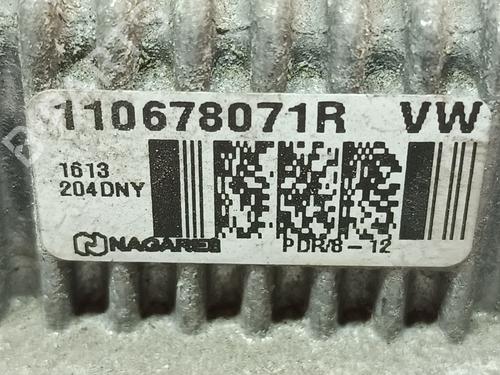 110678071R VW
1613
204DNY
NAGARES PDR/8-12